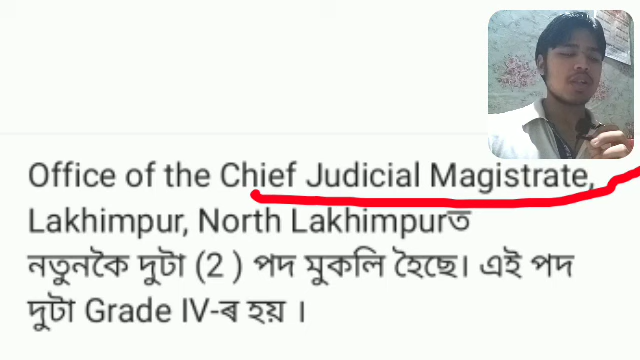 Office of the Chief Judicial Magistrate,
Lakhimpur, North Lakhimpurত
নতুনকৈ দুটা (2 ) পদ মুকলি হৈছে। এই পদ
দুটা Grade IV-ৰ হয় ।